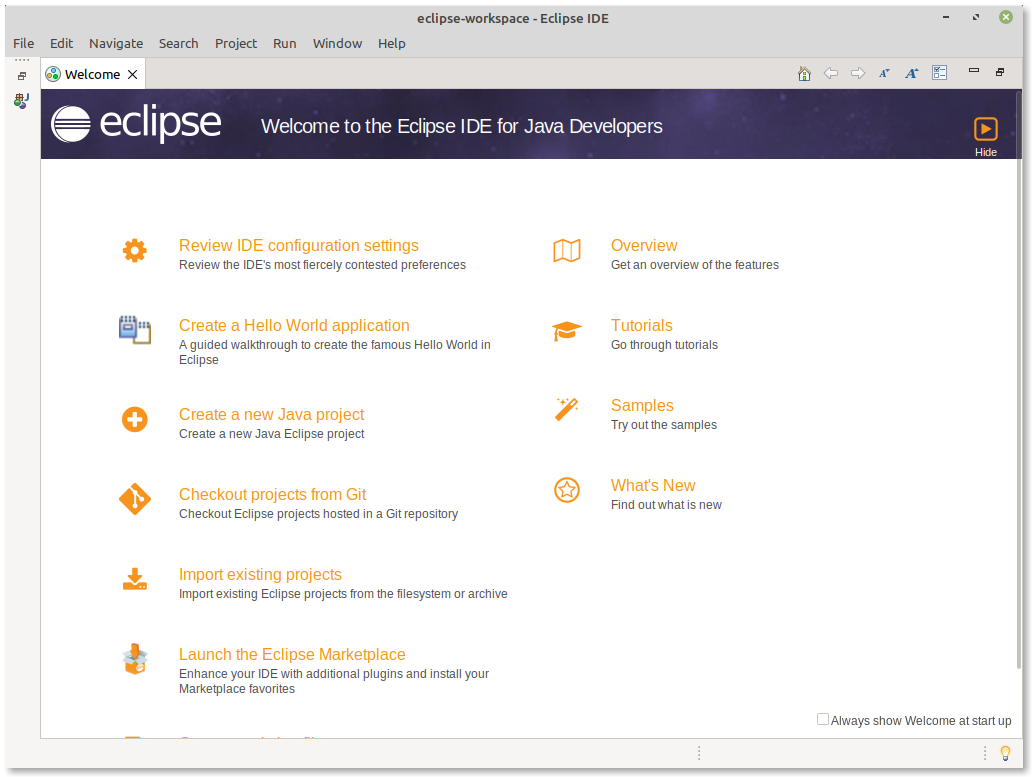 eclipse-workspace - Eclipse IDE
File Edit Navigate Search Project Run Window Help
Welcome
eclipse
Welcome to the Eclipse IDE for Java Developers
Hide
Review IDE configuration settings
Review the IDE's most fiercely contested preferences
Create a Hello World application
A guided walkthrough to create the famous Hello World in
Eclipse
Create a new Java project
Create a new Java Eclipse project
Checkout projects from Git
Checkout Eclipse projects hosted in a Git repository
Import existing projects
Import existing Eclipse projects from the filesystem or archive
Launch the Eclipse Marketplace
Enhance your IDE with additional plugins and install your
Marketplace favorites
Overview
Get an overview of the features
Tutorials
Go through tutorials
Samples
Try out the samples
What's New
Find out what is new
Always show Welcome at start up